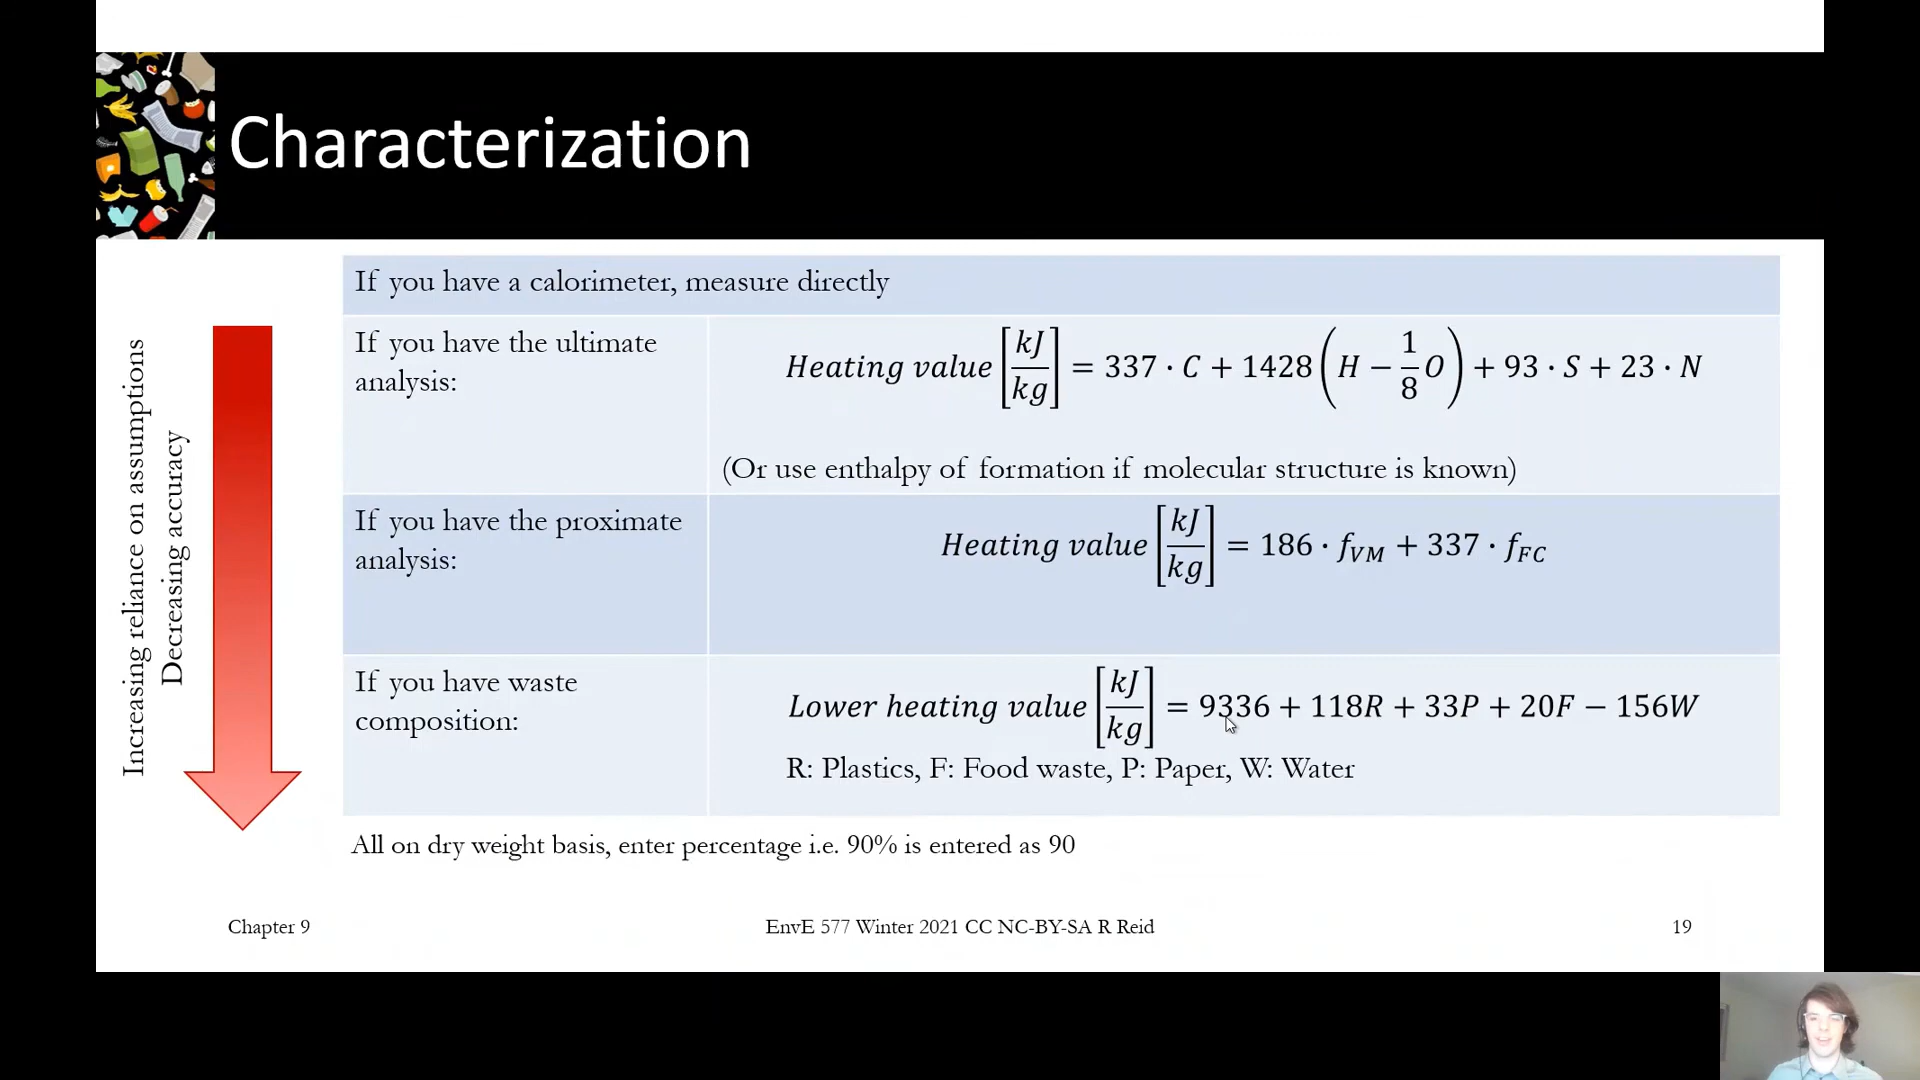 Characterization
Increasing reliance on assumptions
Decreasing accuracy
If you have a calorimeter, measure directly
If you have the ultimate
analysis:
Heating value [kJ/kg] = 337 · C + 1428 (H − 1/8 O) + 93 · S + 23 · N
(Or use enthalpy of formation if molecular structure is known)
If you have the proximate
analysis:
Heating value [kJ/kg] = 186 · f_VM + 337 · f_FC
If you have waste
composition:
Lower heating value [kJ/kg] = 9336 + 118R + 33P + 20F − 156W
R: Plastics, F: Food waste, P: Paper, W: Water
All on dry weight basis, enter percentage i.e. 90% is entered as 90
Chapter 9
EnvE 577 Winter 2021 CC NC-BY-SA R Reid
19